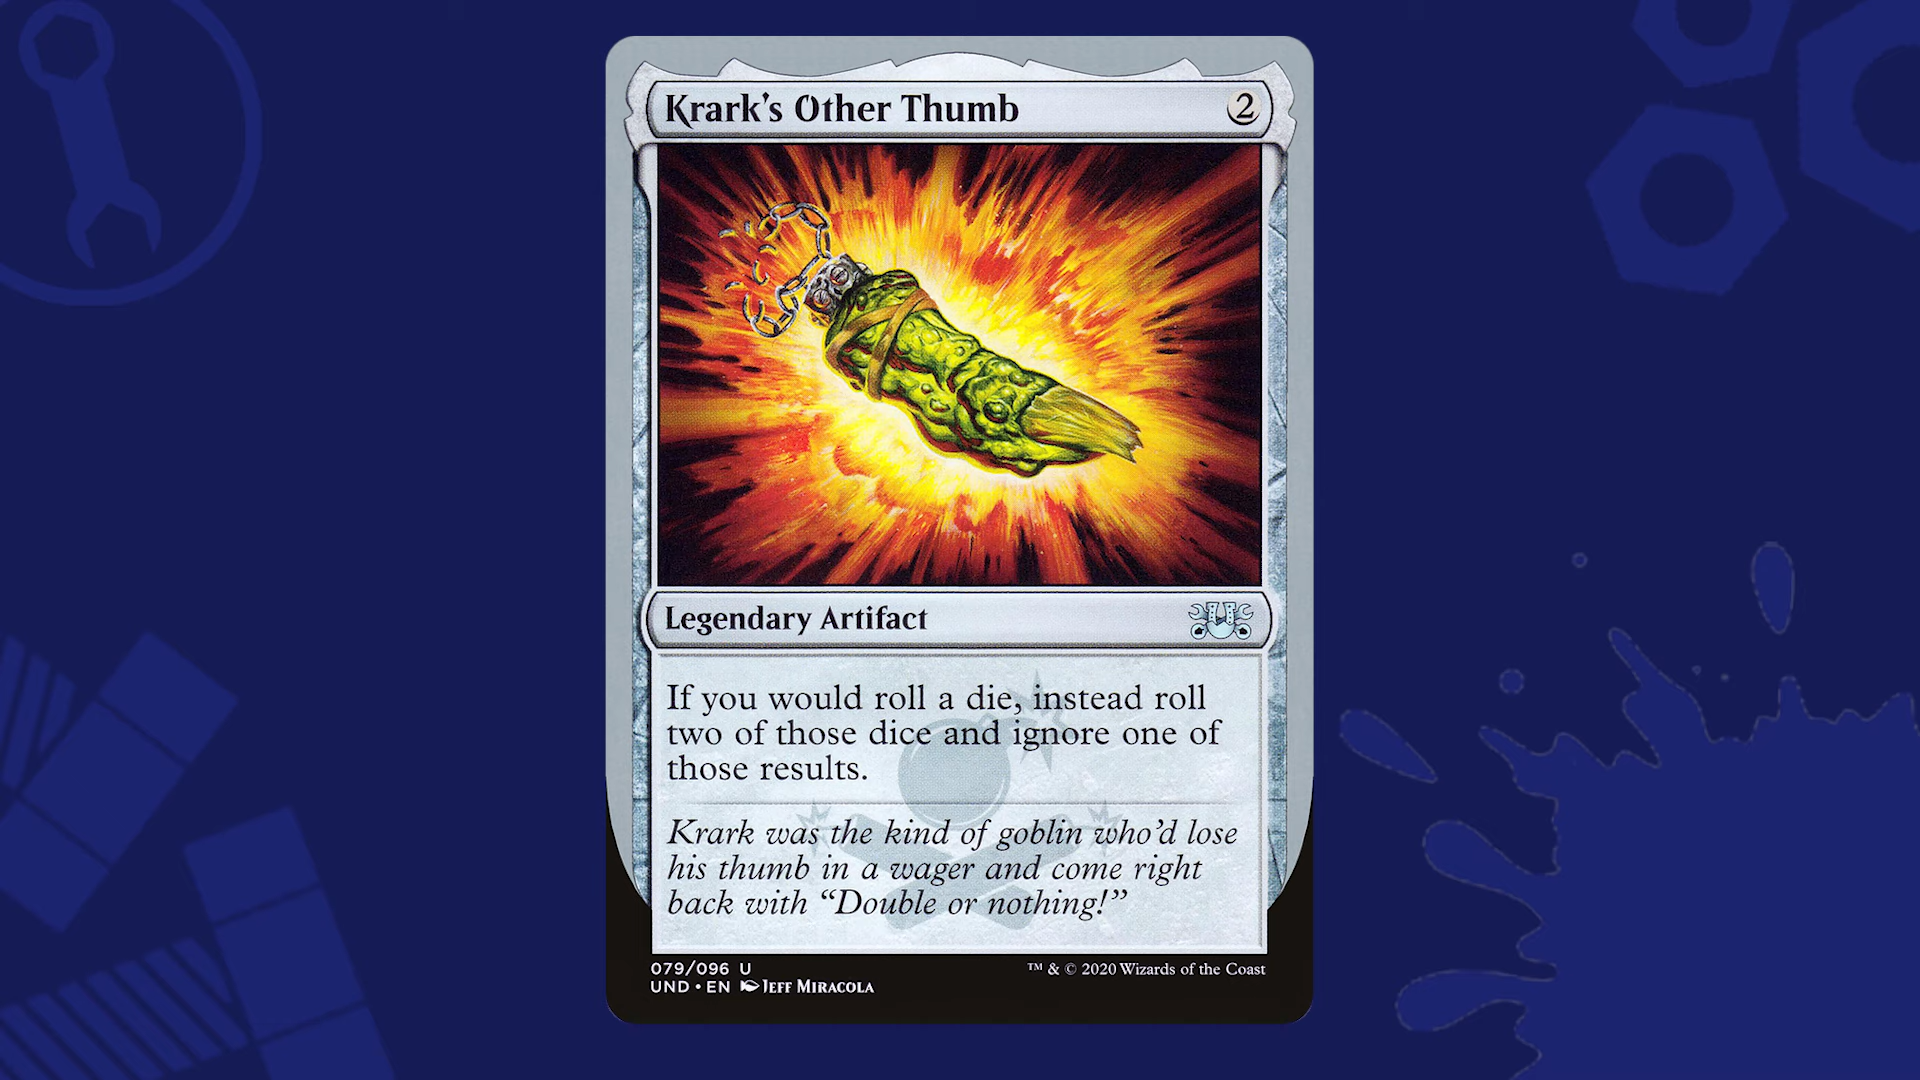 Krark's Other Thumb
2
Legendary Artifact
If you would roll a die, instead roll
two of those dice and ignore one of
those results.
Krark was the kind of goblin who'd lose
his thumb in a wager and come right
back with “Double or nothing!”
079/096 U
™ & © 2020 Wizards of the Coast
UND • EN Jeff Miracola